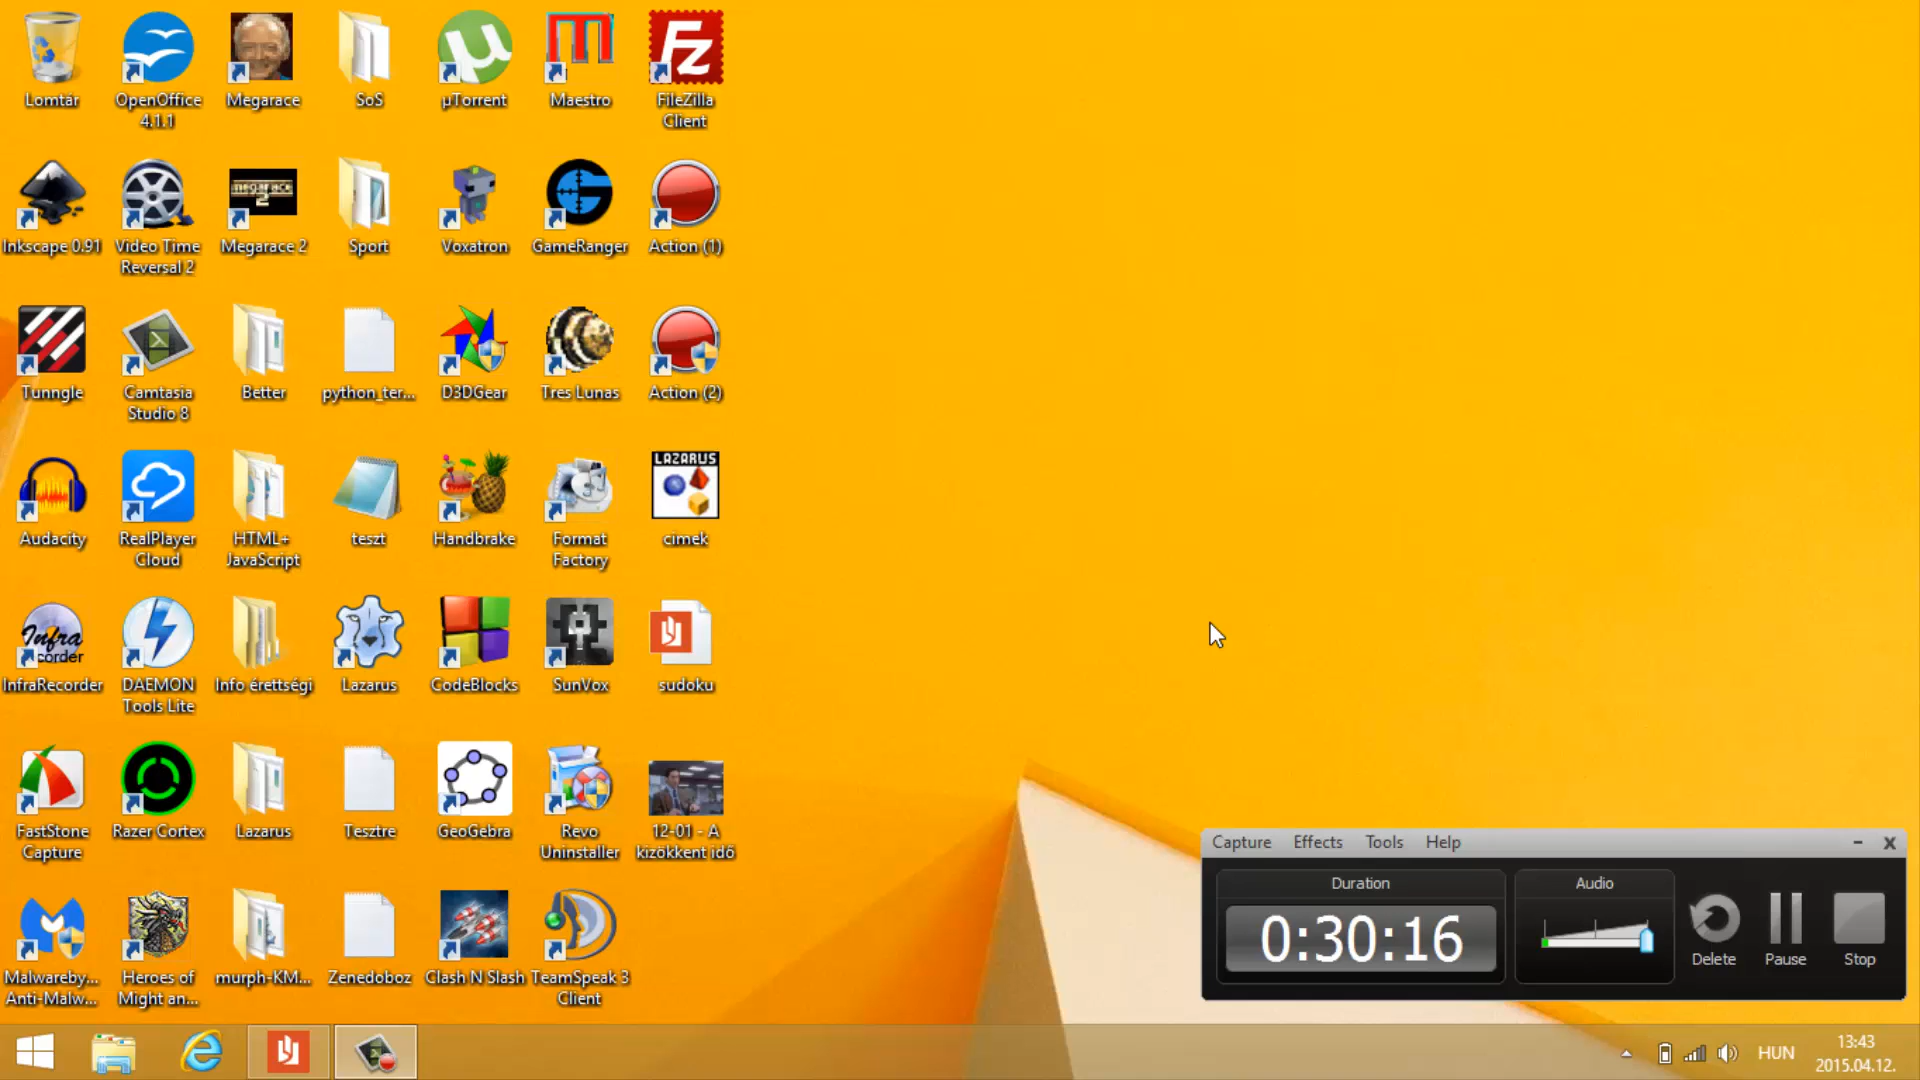 Lomtár
OpenOffice
4.1.1
Megarace
SoS
µTorrent
Maestro
FileZilla
Client
Inkscape 0.91
Video Time
Reversal 2
megarace
2
Megarace 2
Sport
Voxatron
GameRanger
Action (1)
Tunngle
Camtasia
Studio 8
Better
python_ter...
D3DGear
Tres Lunas
Action (2)
Audacity
RealPlayer
Cloud
HTML+
JavaScript
teszt
Handbrake
Format
Factory
LAZARUS
cimek
Infra
corder
InfraRecorder
DAEMON
Tools Lite
Info érettségi
Lazarus
CodeBlocks
SunVox
sudoku
FastStone
Capture
Razer Cortex
Lazarus
Tesztre
GeoGebra
Revo
Uninstaller
12-01 - A
kizökkent idő
Malwareby...
Anti-Malw...
Heroes of
Might an...
murph-KM...
Zenedoboz
Clash N Slash
TeamSpeak 3
Client
Capture Effects Tools Help
Duration
Audio
0:30:16
Delete
Pause
Stop
HUN
13:43
2015.04.12.